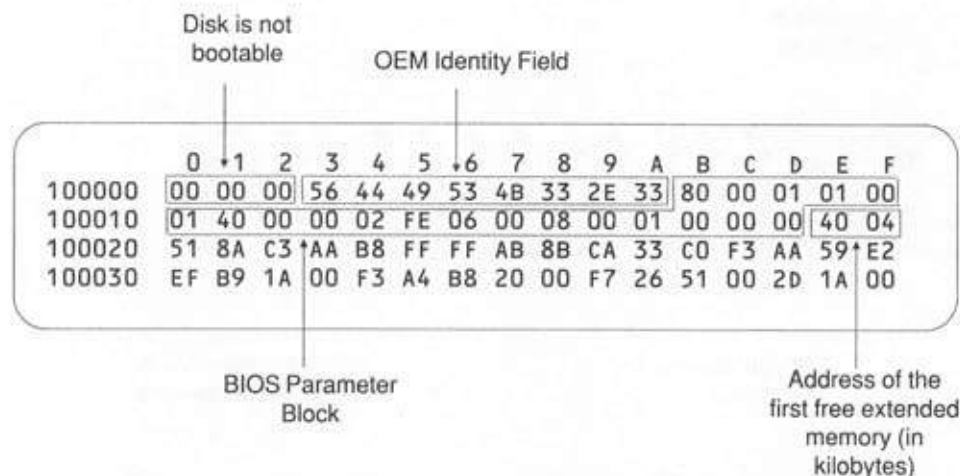 Disk is not
bootable
OEM Identity Field
0 1 2 3 4 5 6 7 8 9 A B C D E F
100000 00 00 00 56 44 49 53 4B 33 2E 33 80 00 01 01 00
100010 01 40 00 00 02 FE 06 00 08 00 01 00 00 00 40 04
100020 51 8A C3 AA B8 FF FF AB 8B CA 33 C0 F3 AA 59 E2
100030 EF B9 1A 00 F3 A4 B8 20 00 F7 26 51 00 2D 1A 00
BIOS Parameter
Block
Address of the
first free extended
memory (in
kilobytes)